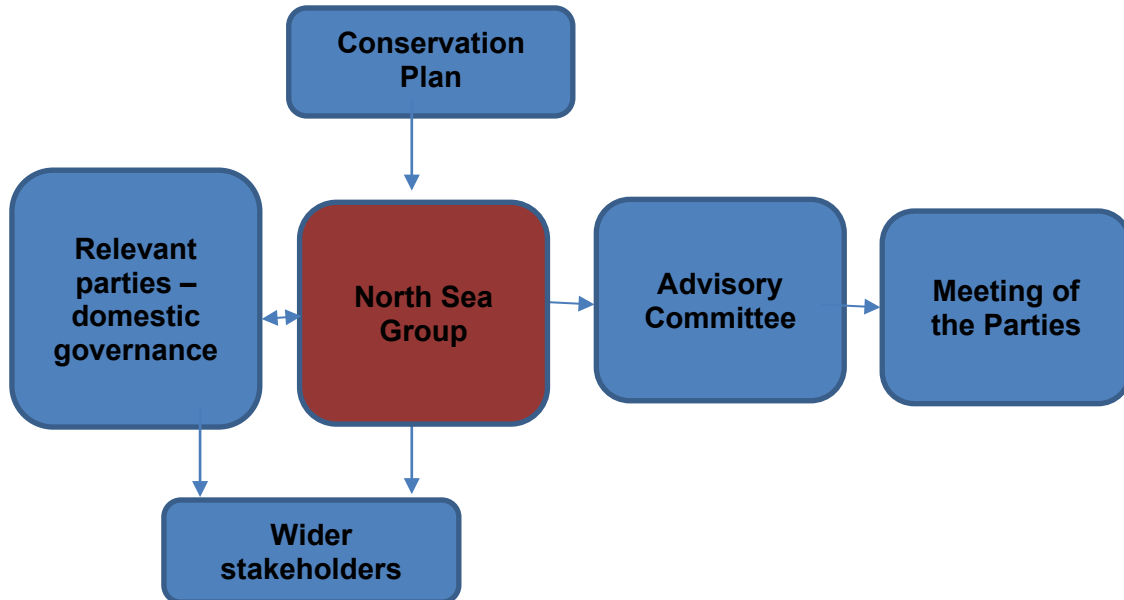 Conservation
Plan
Relevant
parties –
domestic
governance
North Sea
Group
Advisory
Committee
Meeting of
the Parties
Wider
stakeholders